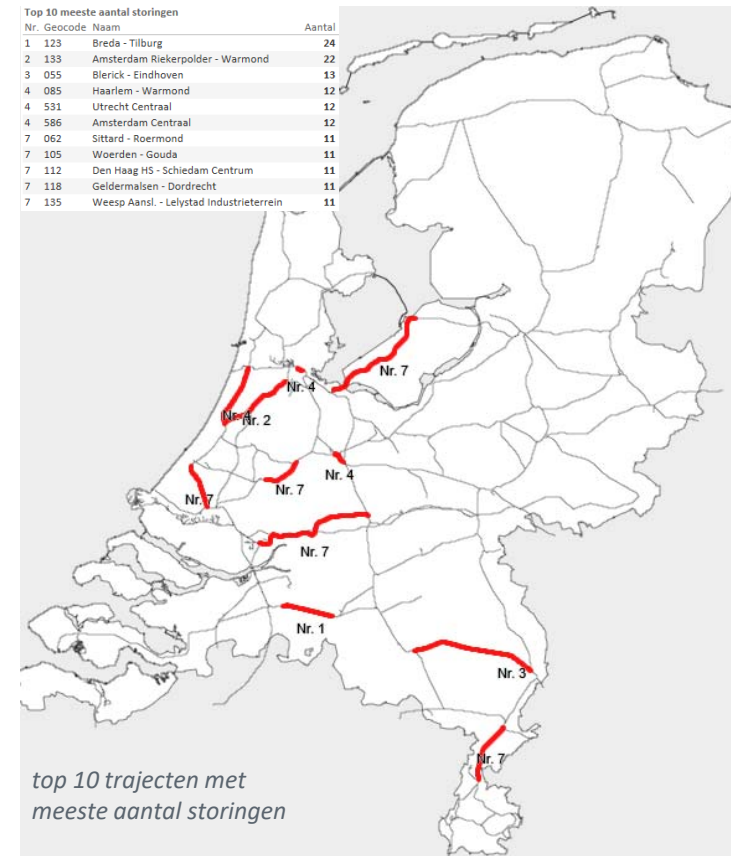 Top 10 meeste aantal storingen
Nr. Geocode Naam Aantal
1 123 Breda - Tilburg 24
2 133 Amsterdam Riekerpolder - Warmond 22
3 055 Blerick - Eindhoven 13
4 085 Haarlem - Warmond 12
4 531 Utrecht Centraal 12
4 586 Amsterdam Centraal 12
7 062 Sittard - Roermond 11
7 105 Woerden - Gouda 11
7 112 Den Haag HS - Schiedam Centrum 11
7 118 Geldermalsen - Dordrecht 11
7 135 Weesp Aansl. - Lelystad Industrieterrein 11
Nr. 7
Nr. 4
Nr. 4
Nr. 2
Nr. 4
Nr. 7
Nr. 7
Nr. 7
Nr. 1
Nr. 3
Nr. 7
top 10 trajecten met
meeste aantal storingen